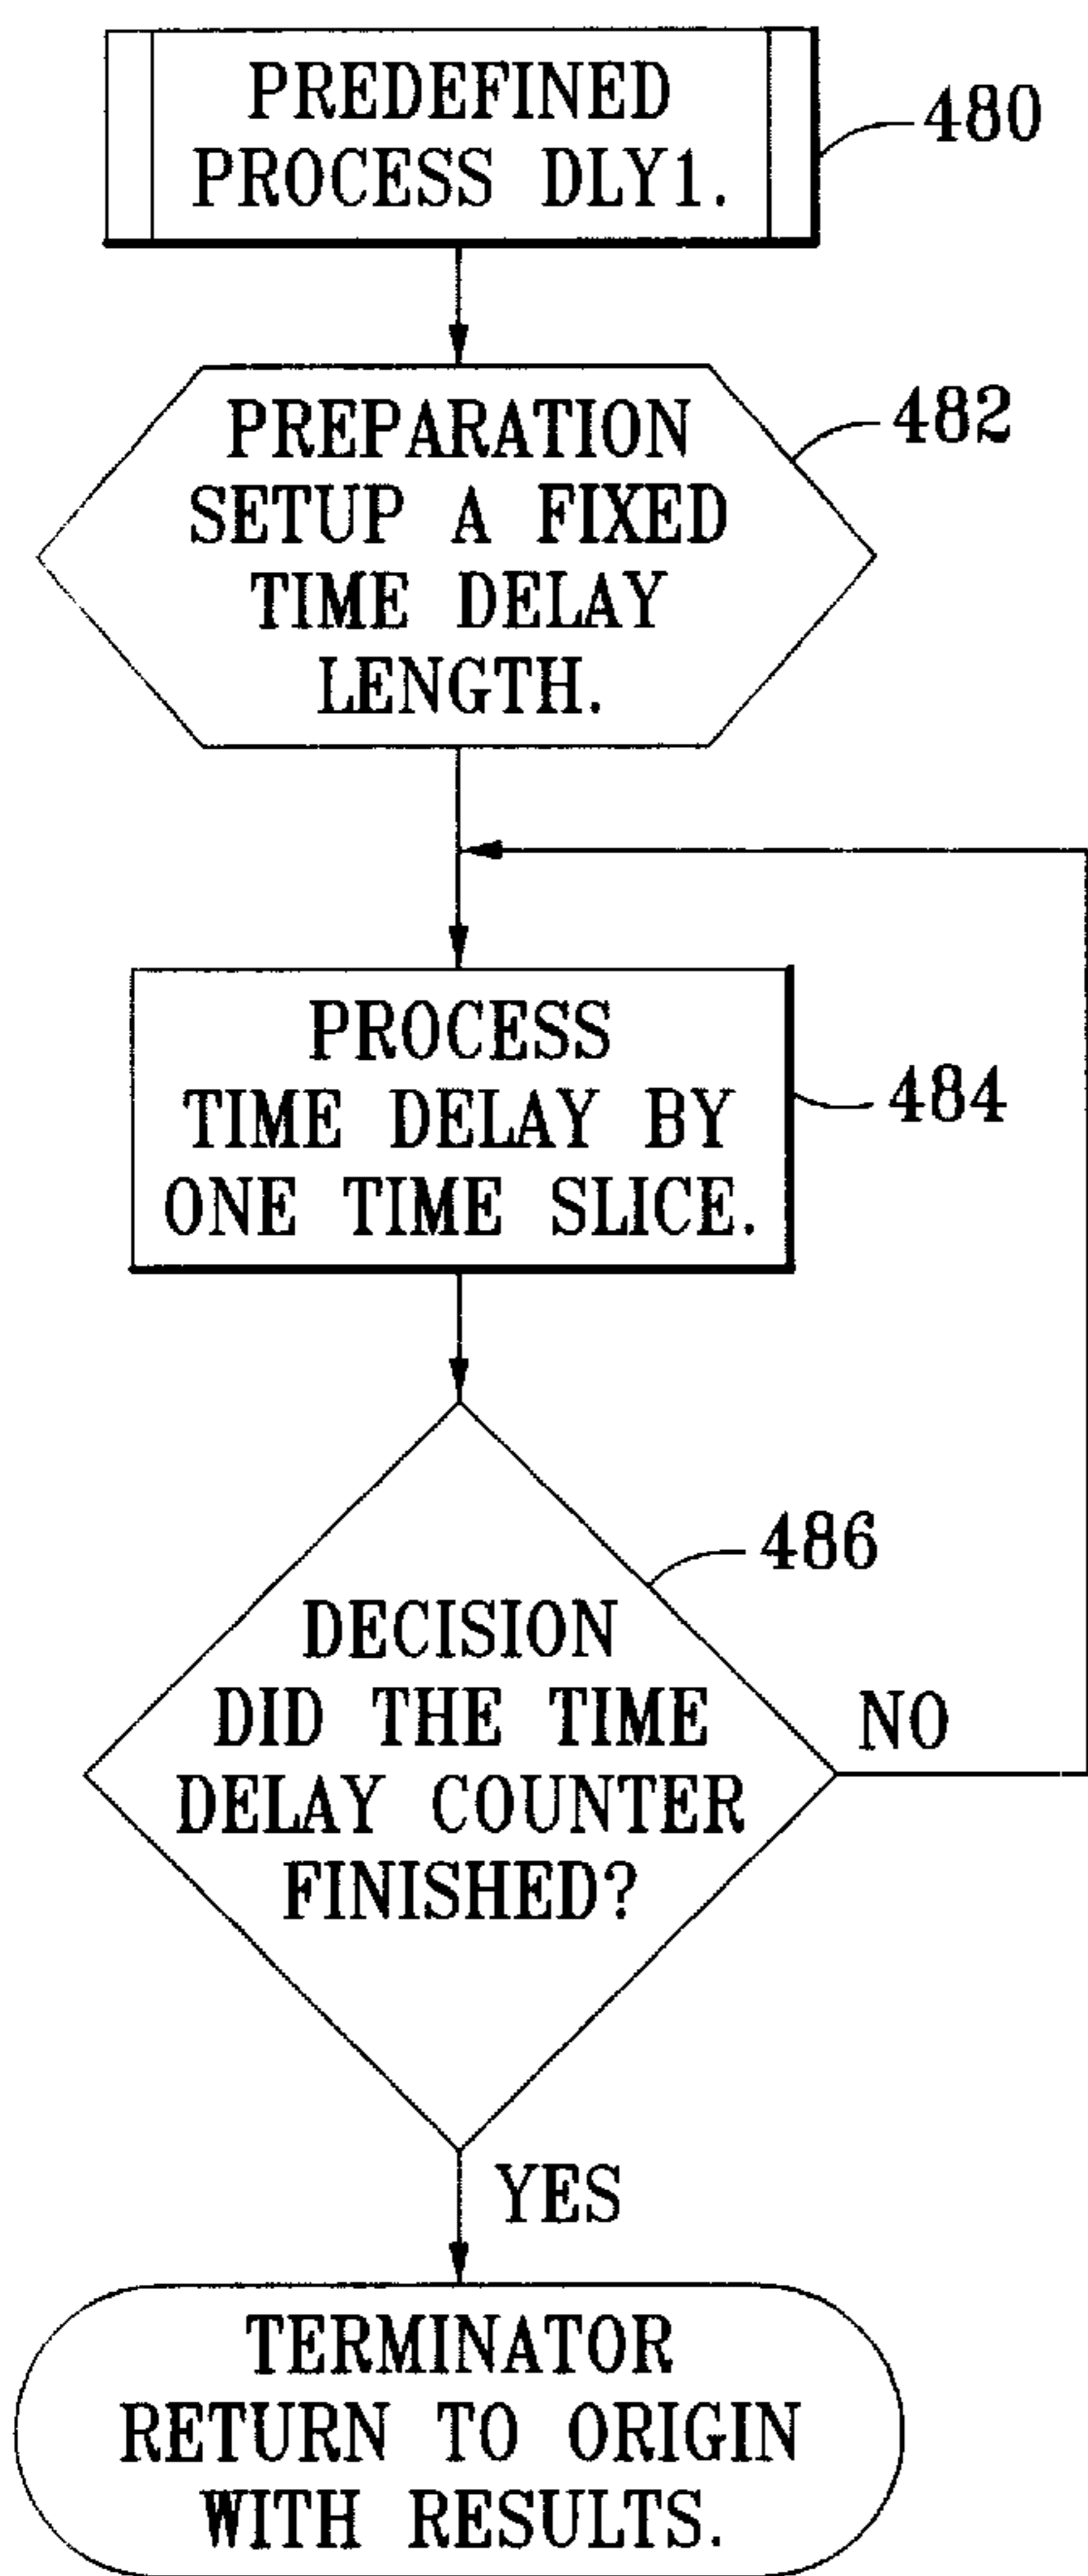 PREDEFINED
PROCESS DLY1.
480
PREPARATION
SETUP A FIXED
TIME DELAY
LENGTH.
482
PROCESS
TIME DELAY BY
ONE TIME SLICE.
484
486
DECISION
DID THE TIME
DELAY COUNTER
FINISHED?
NO
YES
TERMINATOR
RETURN TO ORIGIN
WITH RESULTS.